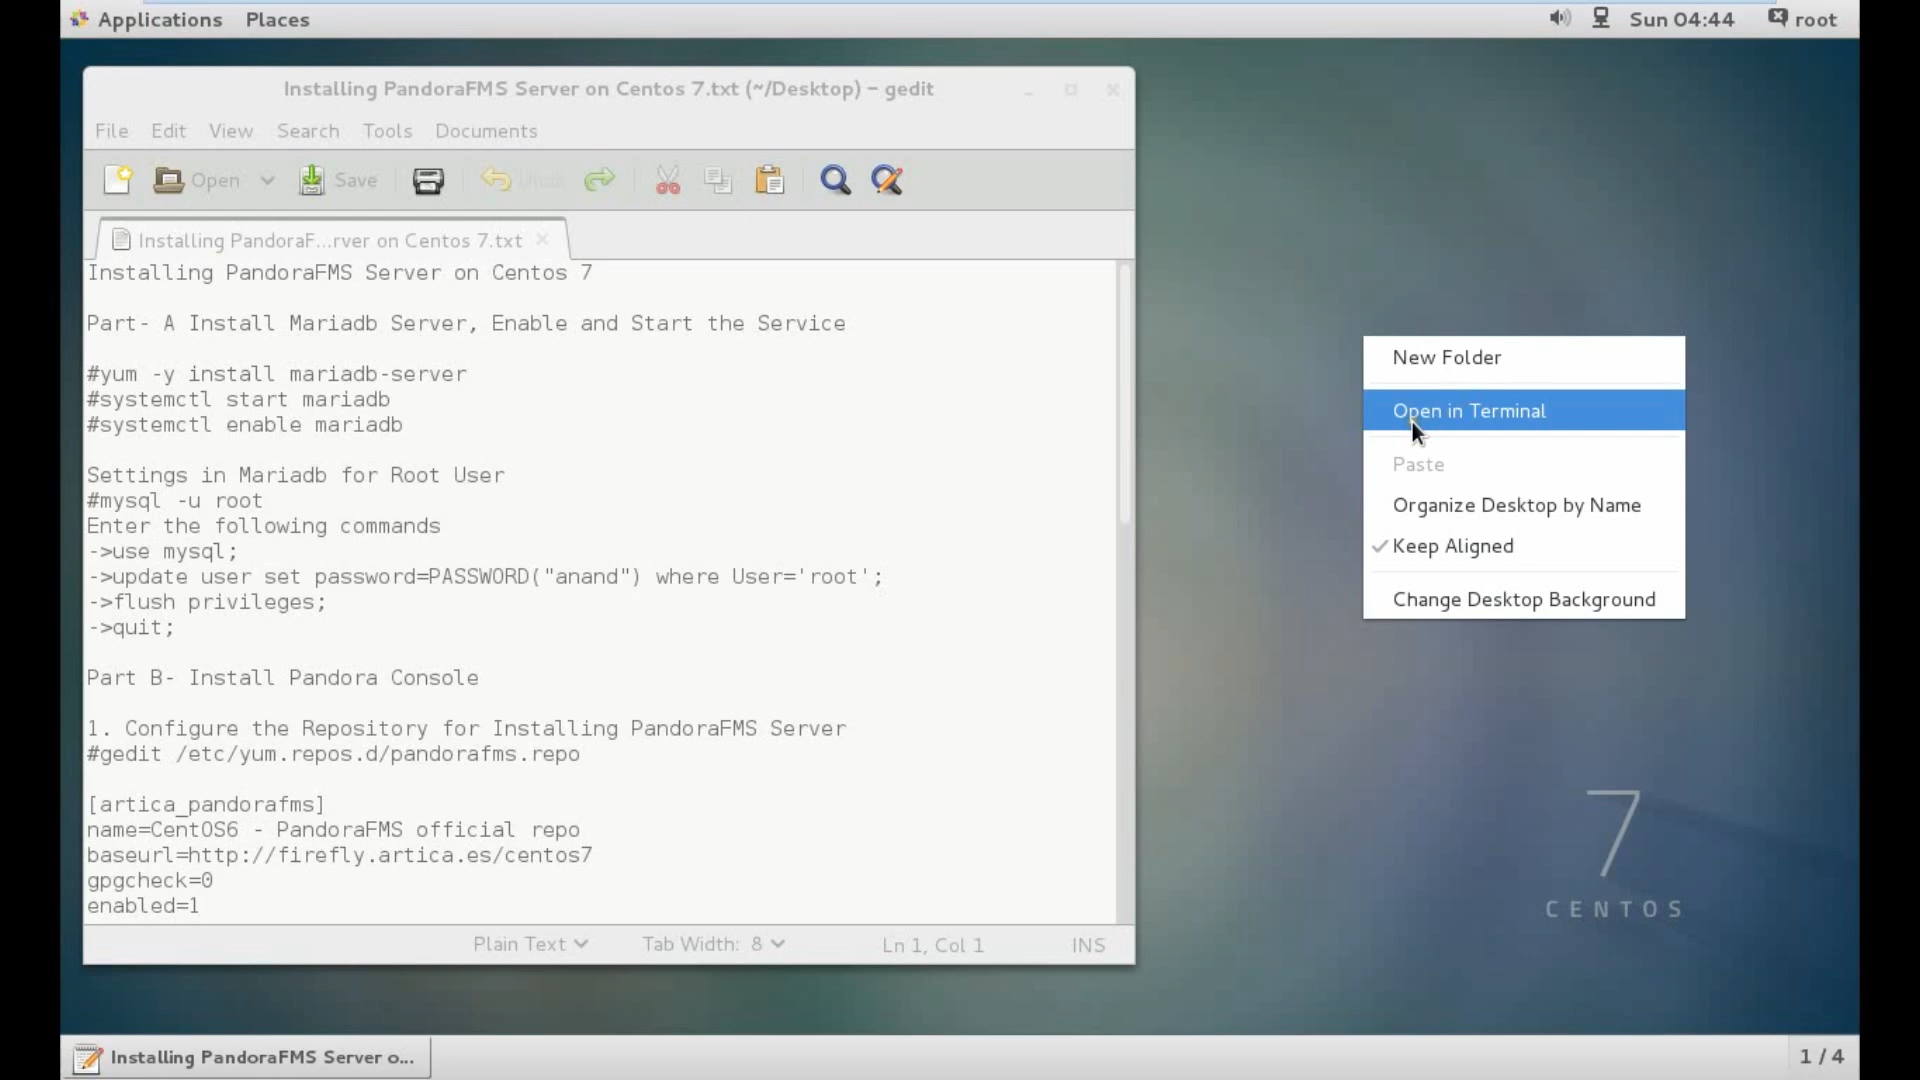 Applications Places Sun 04:44 root
Installing PandoraFMS Server on Centos 7.txt (~/Desktop) – gedit
File Edit View Search Tools Documents
Open Save Undo
Installing PandoraF...rver on Centos 7.txt
Installing PandoraFMS Server on Centos 7
Part- A Install Mariadb Server, Enable and Start the Service
#yum -y install mariadb-server
#systemctl start mariadb
#systemctl enable mariadb
Settings in Mariadb for Root User
#mysql -u root
Enter the following commands
->use mysql;
->update user set password=PASSWORD("anand") where User='root';
->flush privileges;
->quit;
Part B- Install Pandora Console
1. Configure the Repository for Installing PandoraFMS Server
#gedit /etc/yum.repos.d/pandorafms.repo
[artica_pandorafms]
name=CentOS6 - PandoraFMS official repo
baseurl=http://firefly.artica.es/centos7
gpgcheck=0
enabled=1
Plain Text Tab Width: 8 Ln 1, Col 1 INS
New Folder
Open in Terminal
Paste
Organize Desktop by Name
Keep Aligned
Change Desktop Background
7
CENTOS
Installing PandoraFMS Server o...
1 / 4